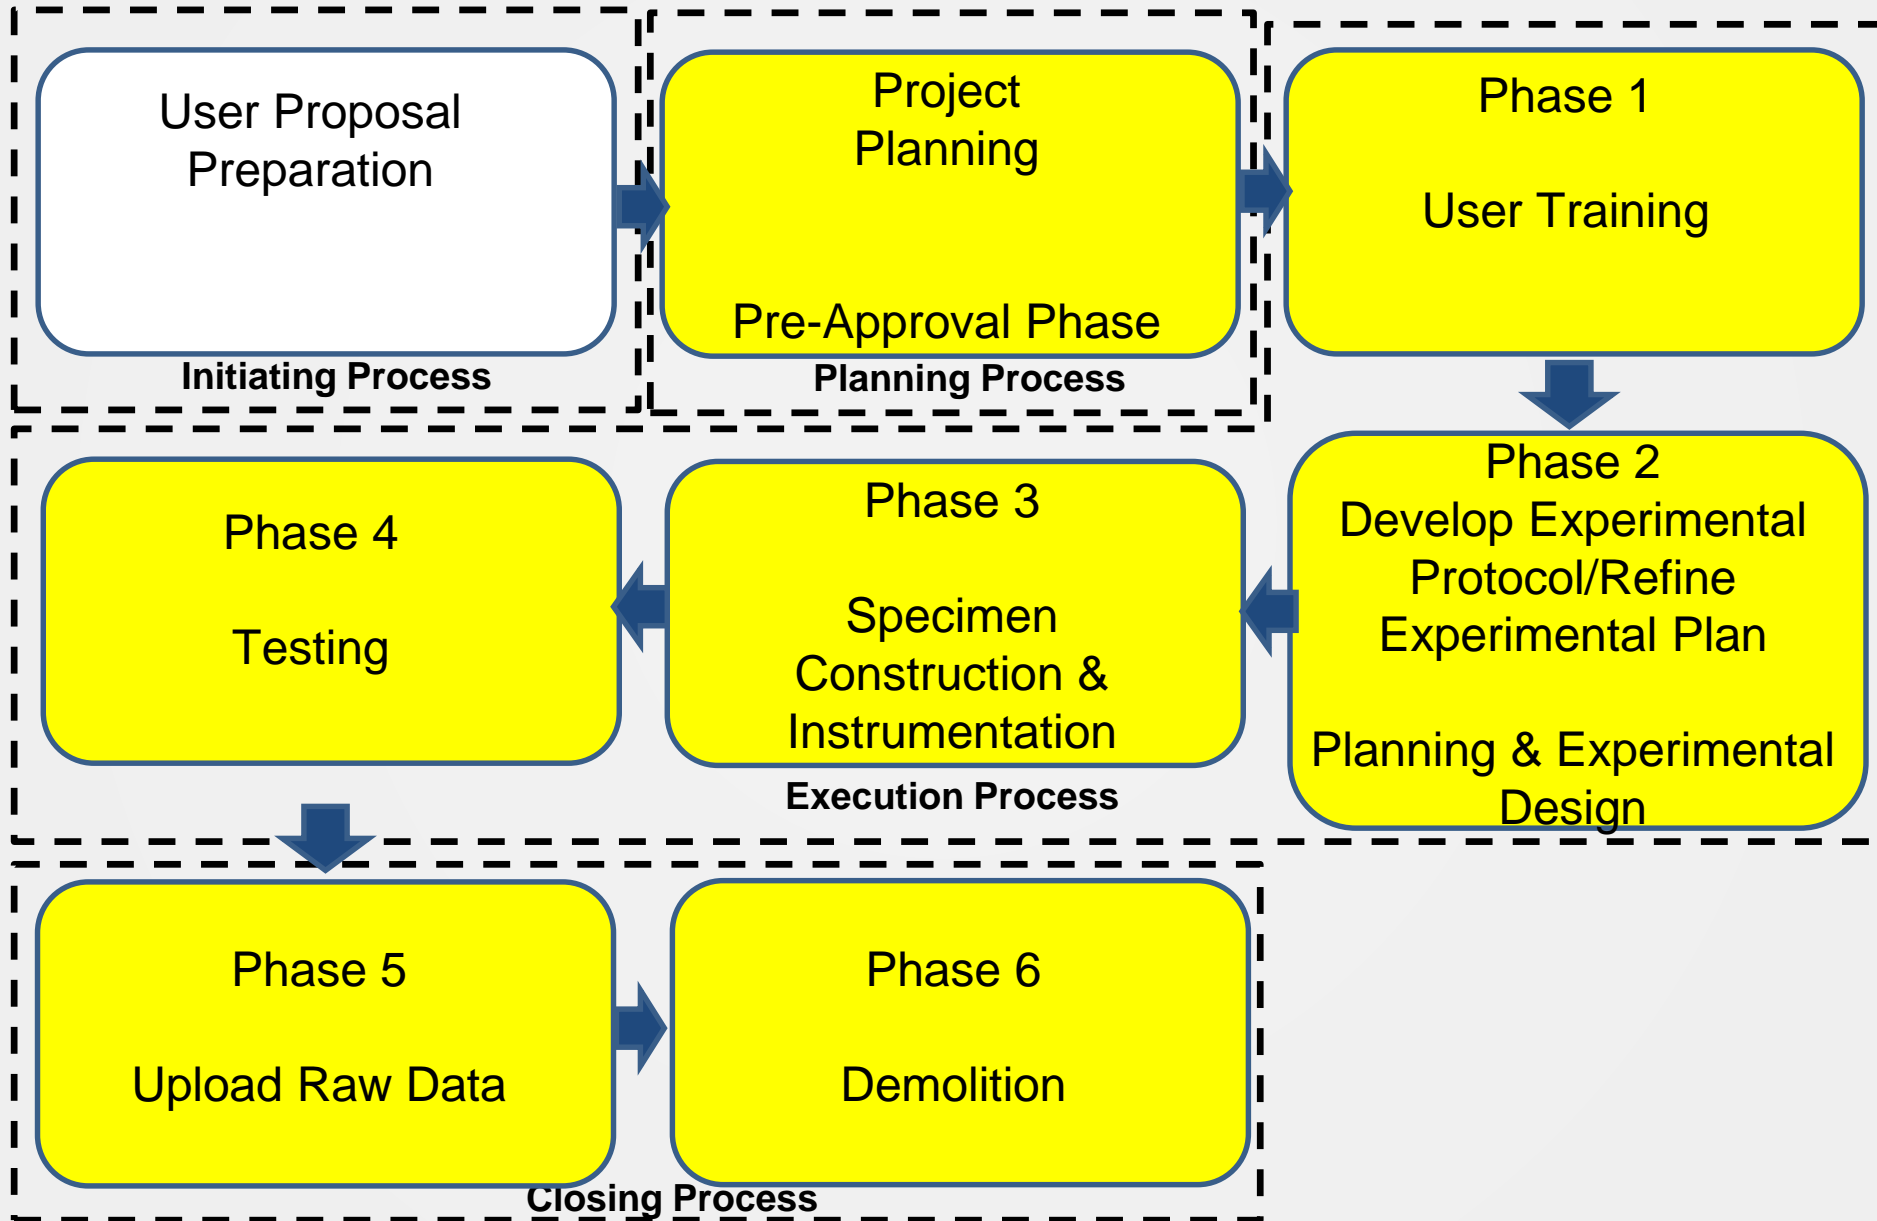 User Proposal
Preparation
Initiating Process
Project
Planning
Pre-Approval Phase
Planning Process
Phase 1
User Training
Phase 2
Develop Experimental
Protocol/Refine
Experimental Plan
Planning & Experimental
Design
Phase 3
Specimen
Construction &
Instrumentation
Execution Process
Phase 4
Testing
Phase 5
Upload Raw Data
Phase 6
Demolition
Closing Process